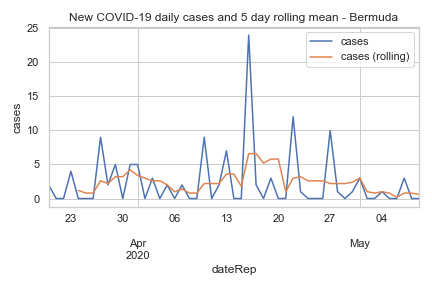 New COVID-19 daily cases and 5 day rolling mean - Bermuda
cases
cases (rolling)
cases
25
20
15
10
5
0
23 30 06 13 20 27 04
Apr May
2020
dateRep